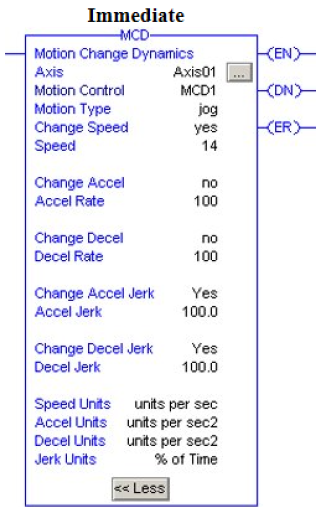 Immediate
MCD
Motion Change Dynamics (EN)
Axis Axis01 ...
Motion Control MCD1 (DN)
Motion Type jog
Change Speed yes (ER)
Speed 14
Change Accel no
Accel Rate 100
Change Decel no
Decel Rate 100
Change Accel Jerk Yes
Accel Jerk 100.0
Change Decel Jerk Yes
Decel Jerk 100.0
Speed Units units per sec
Accel Units units per sec2
Decel Units units per sec2
Jerk Units % of Time
<< Less